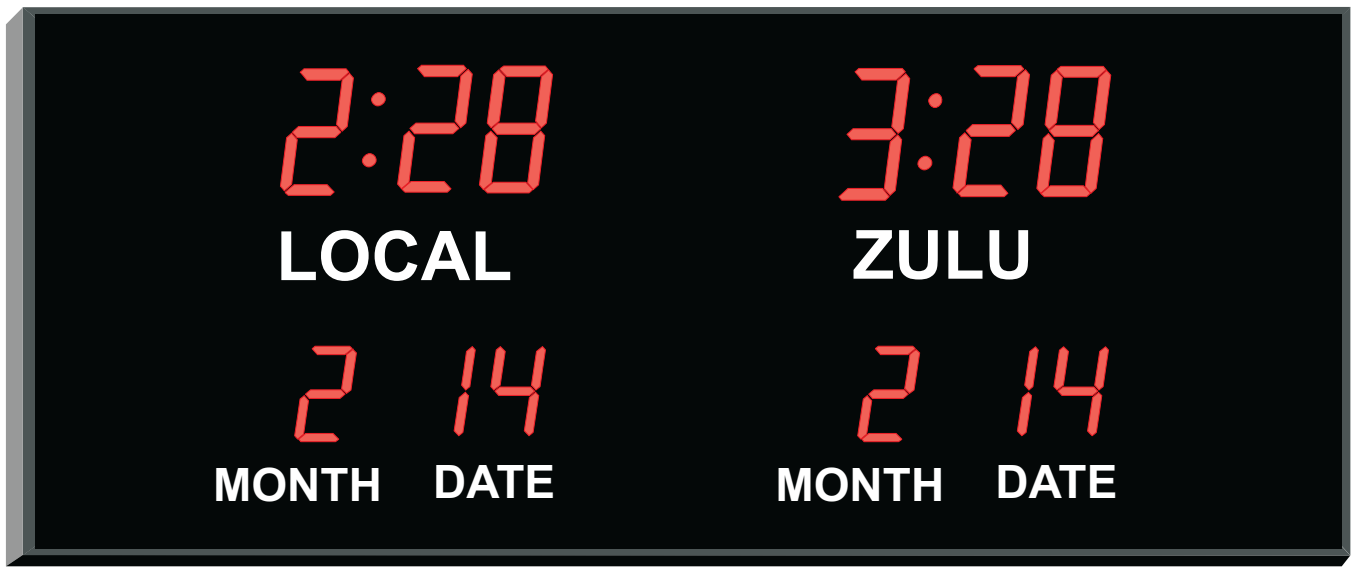 2:28 3:28
LOCAL ZULU
2 14 2 14
MONTH DATE MONTH DATE